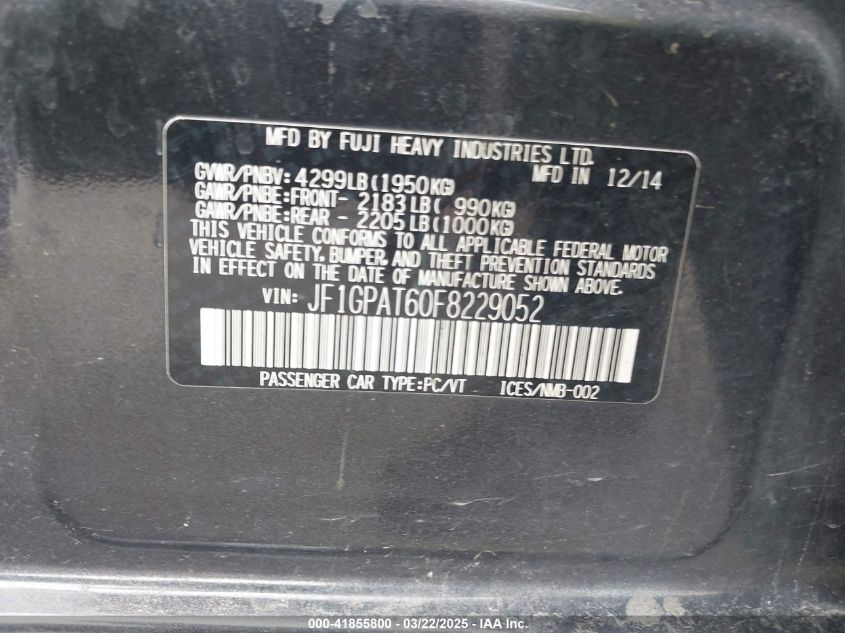 MFD BY FUJI HEAVY INDUSTRIES LTD.
MFD IN 12/14
GVWR/PNBV: 4299LB(1950KG)
GAWR/PNBE:FRONT- 2183LB( 990KG)
GAWR/PNBE:REAR - 2205LB(1000KG)
THIS VEHICLE CONFORMS TO ALL APPLICABLE FEDERAL MOTOR
VEHICLE SAFETY, BUMPER, AND THEFT PREVENTION STANDARDS
IN EFFECT ON THE DATE OF MANUFACTURE SHOWN ABOVE.
VIN: JF1GPAT60F8229052
PASSENGER CAR TYPE:PC/VT ICES/NMB-002
000-41855800 - 03/22/2025 - © www.iaai.com